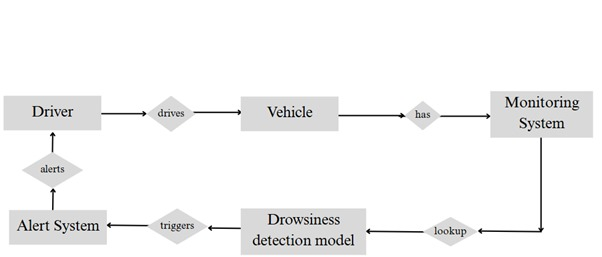 Driver
drives
Vehicle
has
Monitoring
System
alerts
Alert System
triggers
Drowsiness
detection model
lookup